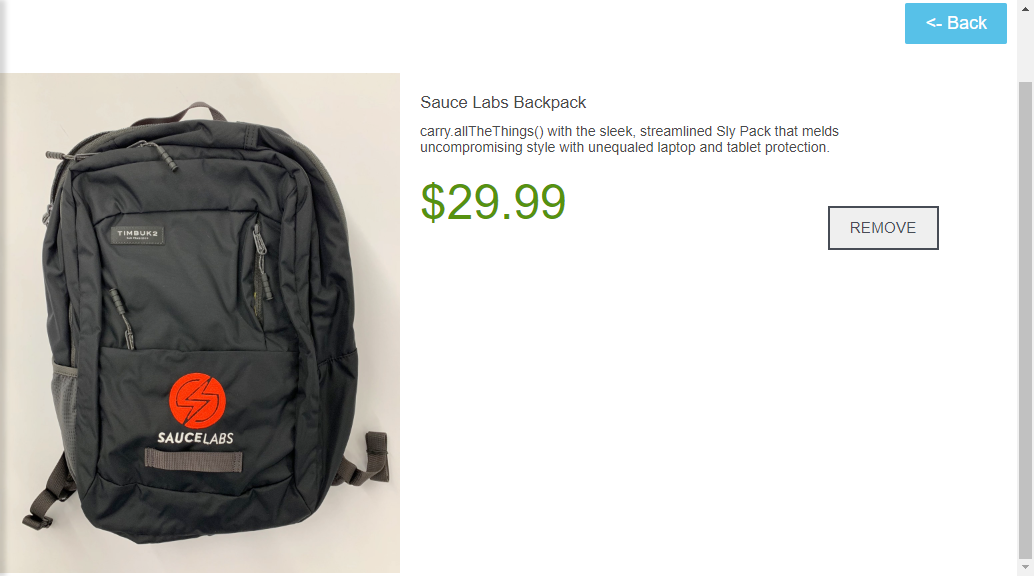 <- Back
Sauce Labs Backpack
carry.allTheThings() with the sleek, streamlined Sly Pack that melds
uncompromising style with unequaled laptop and tablet protection.
$29.99
REMOVE
TIMBUK2
SAUCELABS